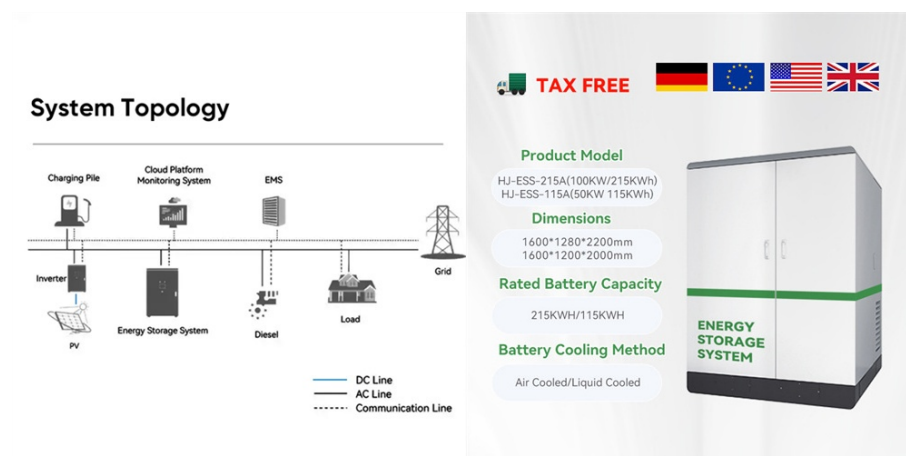 System Topology
Charging Pile
Cloud Platform
Monitoring System
EMS
Grid
Inverter
PV
Energy Storage System
Diesel
Load
DC Line
AC Line
Communication Line
TAX FREE
Product Model
HJ-ESS-215A(100KW/215KWh)
HJ-ESS-115A(50KW 115KWh)
Dimensions
1600*1280*2200mm
1600*1200*2000mm
Rated Battery Capacity
215KWH/115KWH
Battery Cooling Method
Air Cooled/Liquid Cooled
ENERGY
STORAGE
SYSTEM